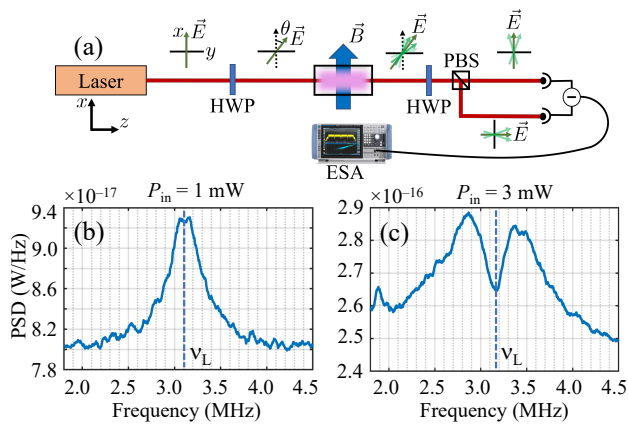 (a)
x E⃗ y
θ E⃗
B⃗
E⃗
PBS
E⃗
Laser
HWP
HWP
−
x
z
E⃗
ESA
×10⁻¹⁷ P_in = 1 mW
(b)
9.4
9.0
8.6
8.2
7.8
PSD (W/Hz)
ν_L
2.0 2.5 3.0 3.5 4.0 4.5
Frequency (MHz)
×10⁻¹⁶ P_in = 3 mW
(c)
2.9
2.8
2.7
2.6
2.5
2.4
ν_L
2.0 2.5 3.0 3.5 4.0 4.5
Frequency (MHz)